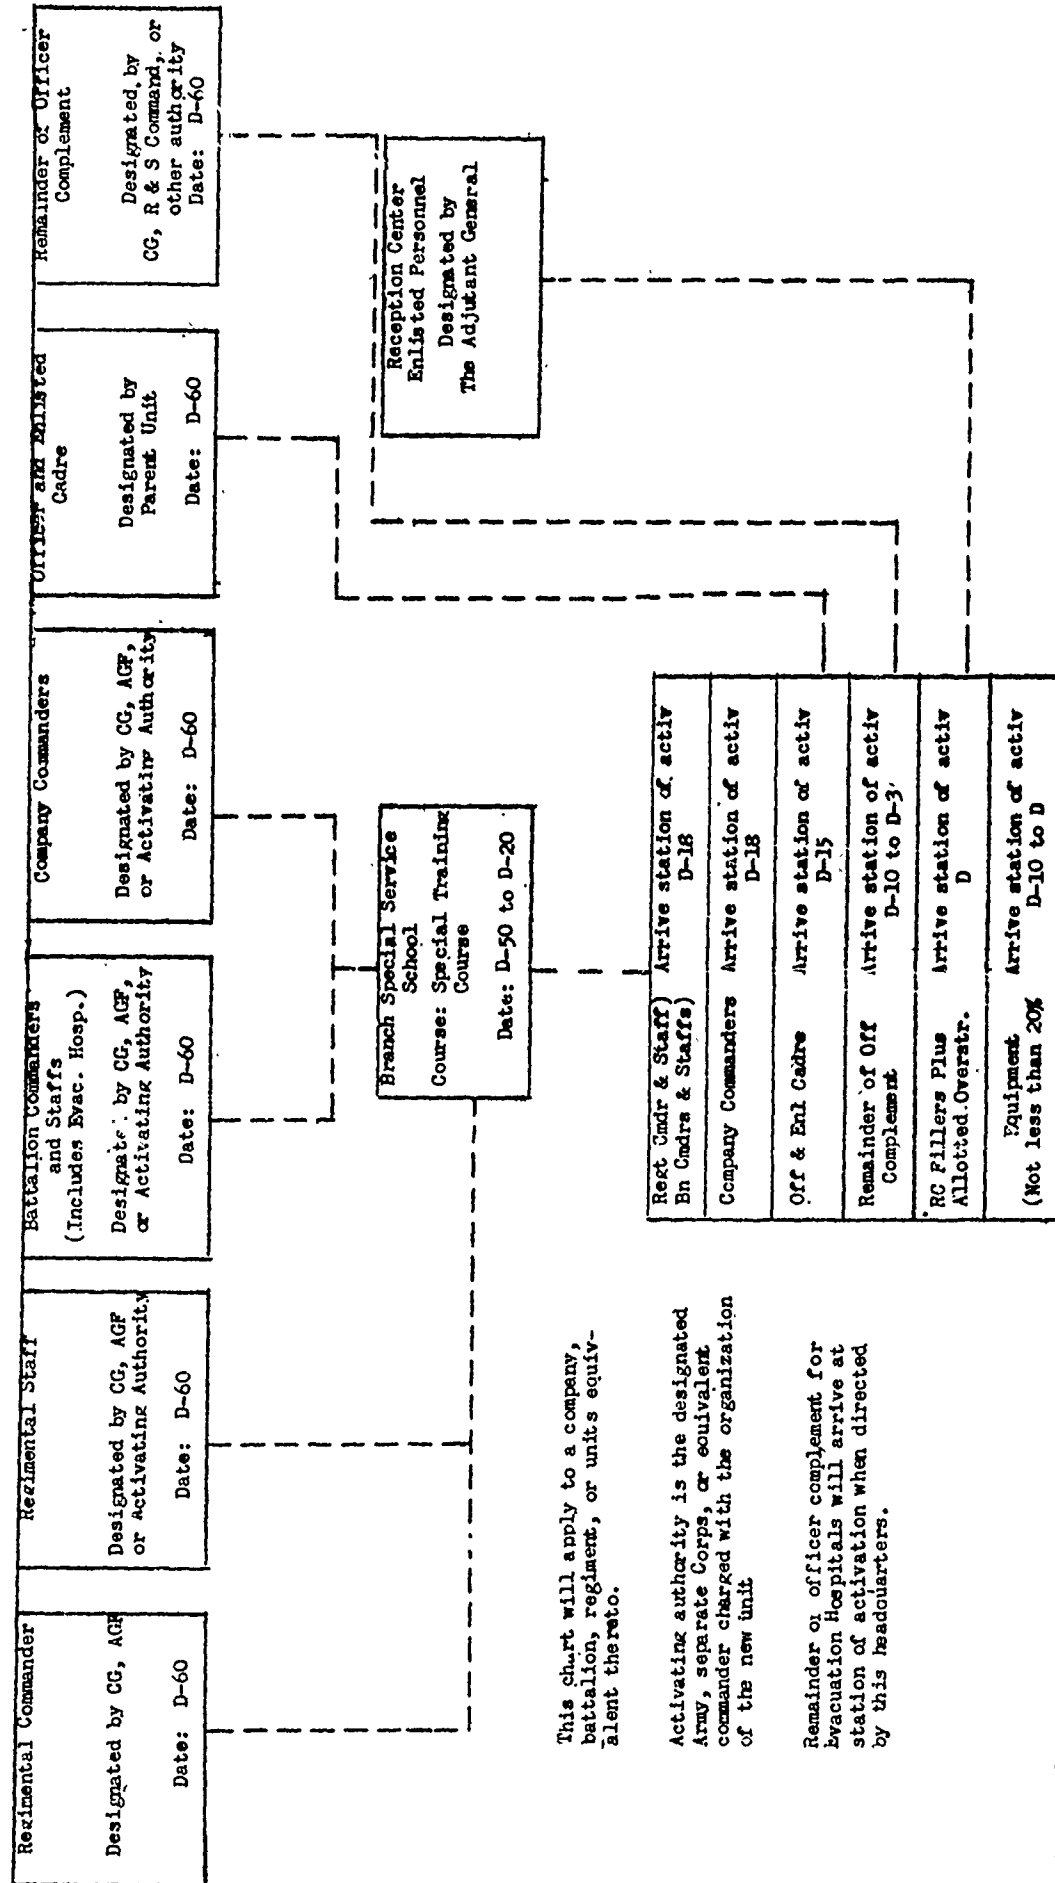 Regimental Commander
Designated by CG, AGF
Date: D-60
Regimental Staff
Designated by CG, AGF
or Activating Authority
Date: D-60
Battalion Commanders
and Staffs
(Includes Evac. Hosp.)
Designate by CG, AGF,
or Activating Authority
Date: D-60
Company Commanders
Designated by CG, AGF,
or Activating Authority
Date: D-60
Officer and Enlisted
Cadre
Designated by
Parent Unit
Date: D-60
Remainder of Officer
Complement
Designated by
CG, R & S Command, or
other authority
Date: D-60
Branch Special Service
School
Course: Special Training
Course
Date: D-50 to D-20
Reception Center
Enlisted Personnel
Designated by
The Adjutant General
This chart will apply to a company,
battalion, regiment, or units equiv-
alent thereto.
Activating authority is the designated
Army, separate Corps, or equivalent
commander charged with the organization
of the new unit
Remainder of officer complement for
Evacuation Hospitals will arrive at
station of activation when directed
by this headquarters.
Regt Cmdr & Staff) Arrive station of activ
Bn Cmdrs & Staffs) D-18
Company Commanders Arrive station of activ
D-18
Off & Enl Cadre Arrive station of activ
D-15
Remainder of Off Arrive station of activ
Complement D-10 to D-3
RC Fillers Plus Arrive station of activ
Allotted Overstr. D
Equipment Arrive station of activ
(Not less than 20% D-10 to D